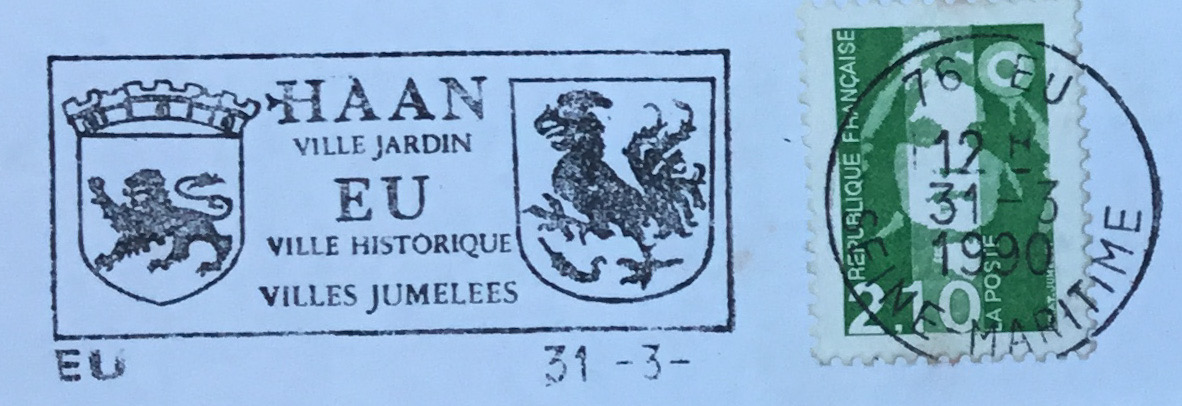 HAAN
VILLE JARDIN
EU
VILLE HISTORIQUE
VILLES JUMELEES
EU
31 -3-
REPUBLIQUE FRANÇAISE
2,10
LA POSTE
76 EU
12 H
31 -3
1990
SEINE MARITIME